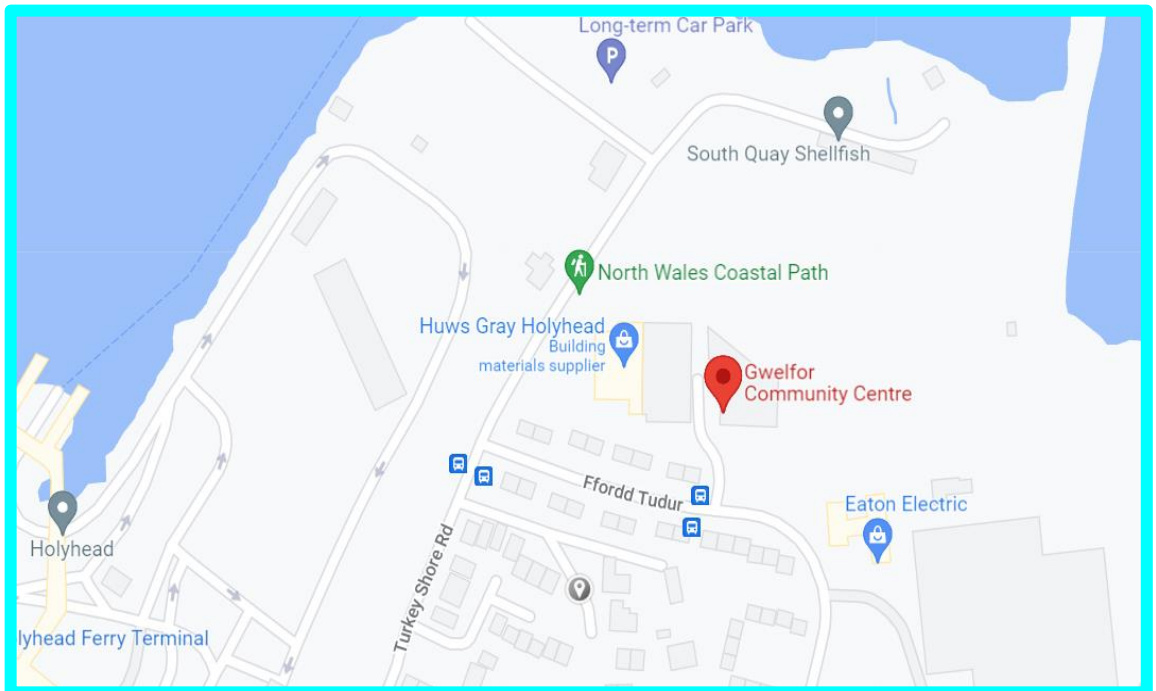 Long-term Car Park
P
South Quay Shellfish
North Wales Coastal Path
Huws Gray Holyhead
Building
materials supplier
Gwelfor
Community Centre
Ffordd Tudur
Eaton Electric
Holyhead
Turkey Shore Rd
lyhead Ferry Terminal